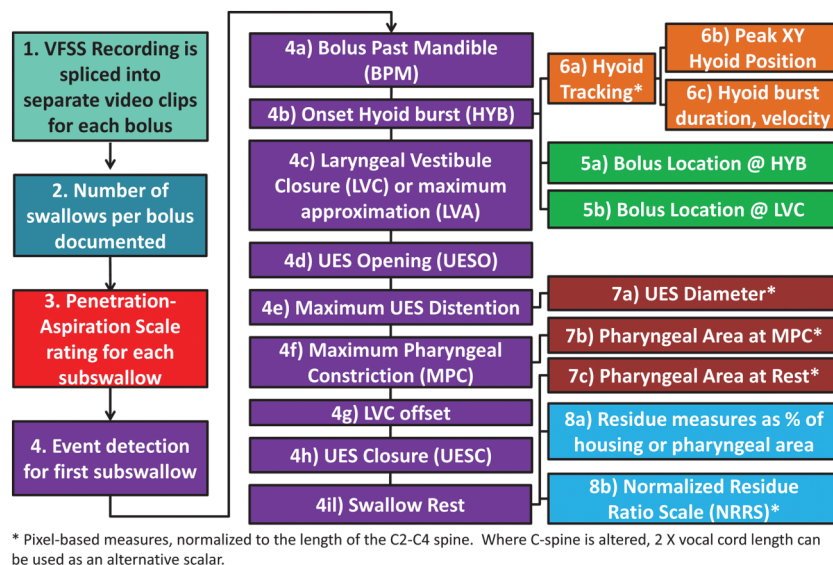 1. VFSS Recording is
spliced into
separate video clips
for each bolus
2. Number of
swallows per bolus
documented
3. Penetration-
Aspiration Scale
rating for each
subswallow
4. Event detection
for first subswallow
4a) Bolus Past Mandible
(BPM)
4b) Onset Hyoid burst (HYB)
4c) Laryngeal Vestibule
Closure (LVC) or maximum
approximation (LVA)
4d) UES Opening (UESO)
4e) Maximum UES Distention
4f) Maximum Pharyngeal
Constriction (MPC)
4g) LVC offset
4h) UES Closure (UESC)
4il) Swallow Rest
6a) Hyoid
Tracking*
6b) Peak XY
Hyoid Position
6c) Hyoid burst
duration, velocity
5a) Bolus Location @ HYB
5b) Bolus Location @ LVC
7a) UES Diameter*
7b) Pharyngeal Area at MPC*
7c) Pharyngeal Area at Rest*
8a) Residue measures as % of
housing or pharyngeal area
8b) Normalized Residue
Ratio Scale (NRRS)*
* Pixel-based measures, normalized to the length of the C2-C4 spine. Where C-spine is altered, 2 X vocal cord length can
be used as an alternative scalar.